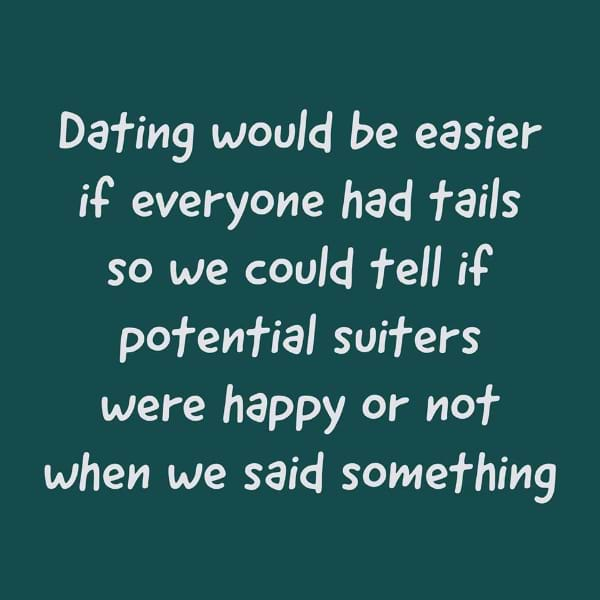 Dating would be easier
if everyone had tails
so we could tell if
potential suiters
were happy or not
when we said something